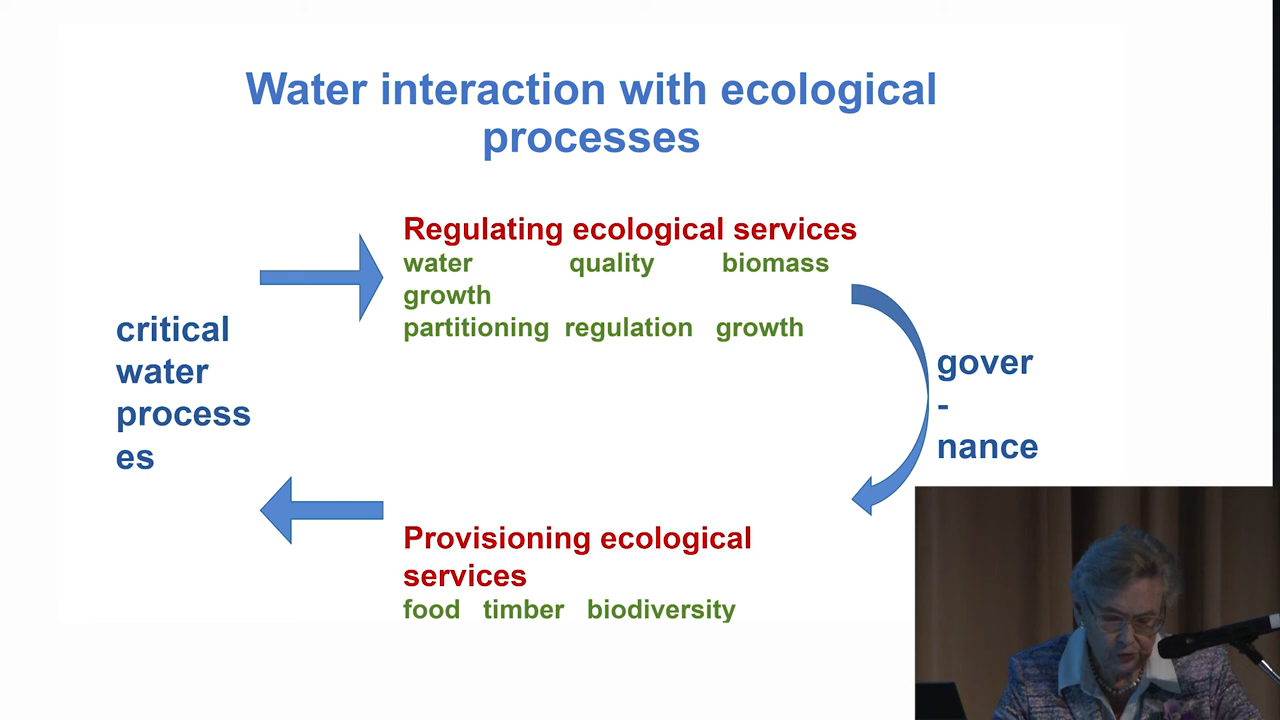 Water interaction with ecological
processes
Regulating ecological services
water quality biomass
growth
partitioning regulation growth
critical
water
process
es
gover
-
nance
Provisioning ecological
services
food timber biodiversity